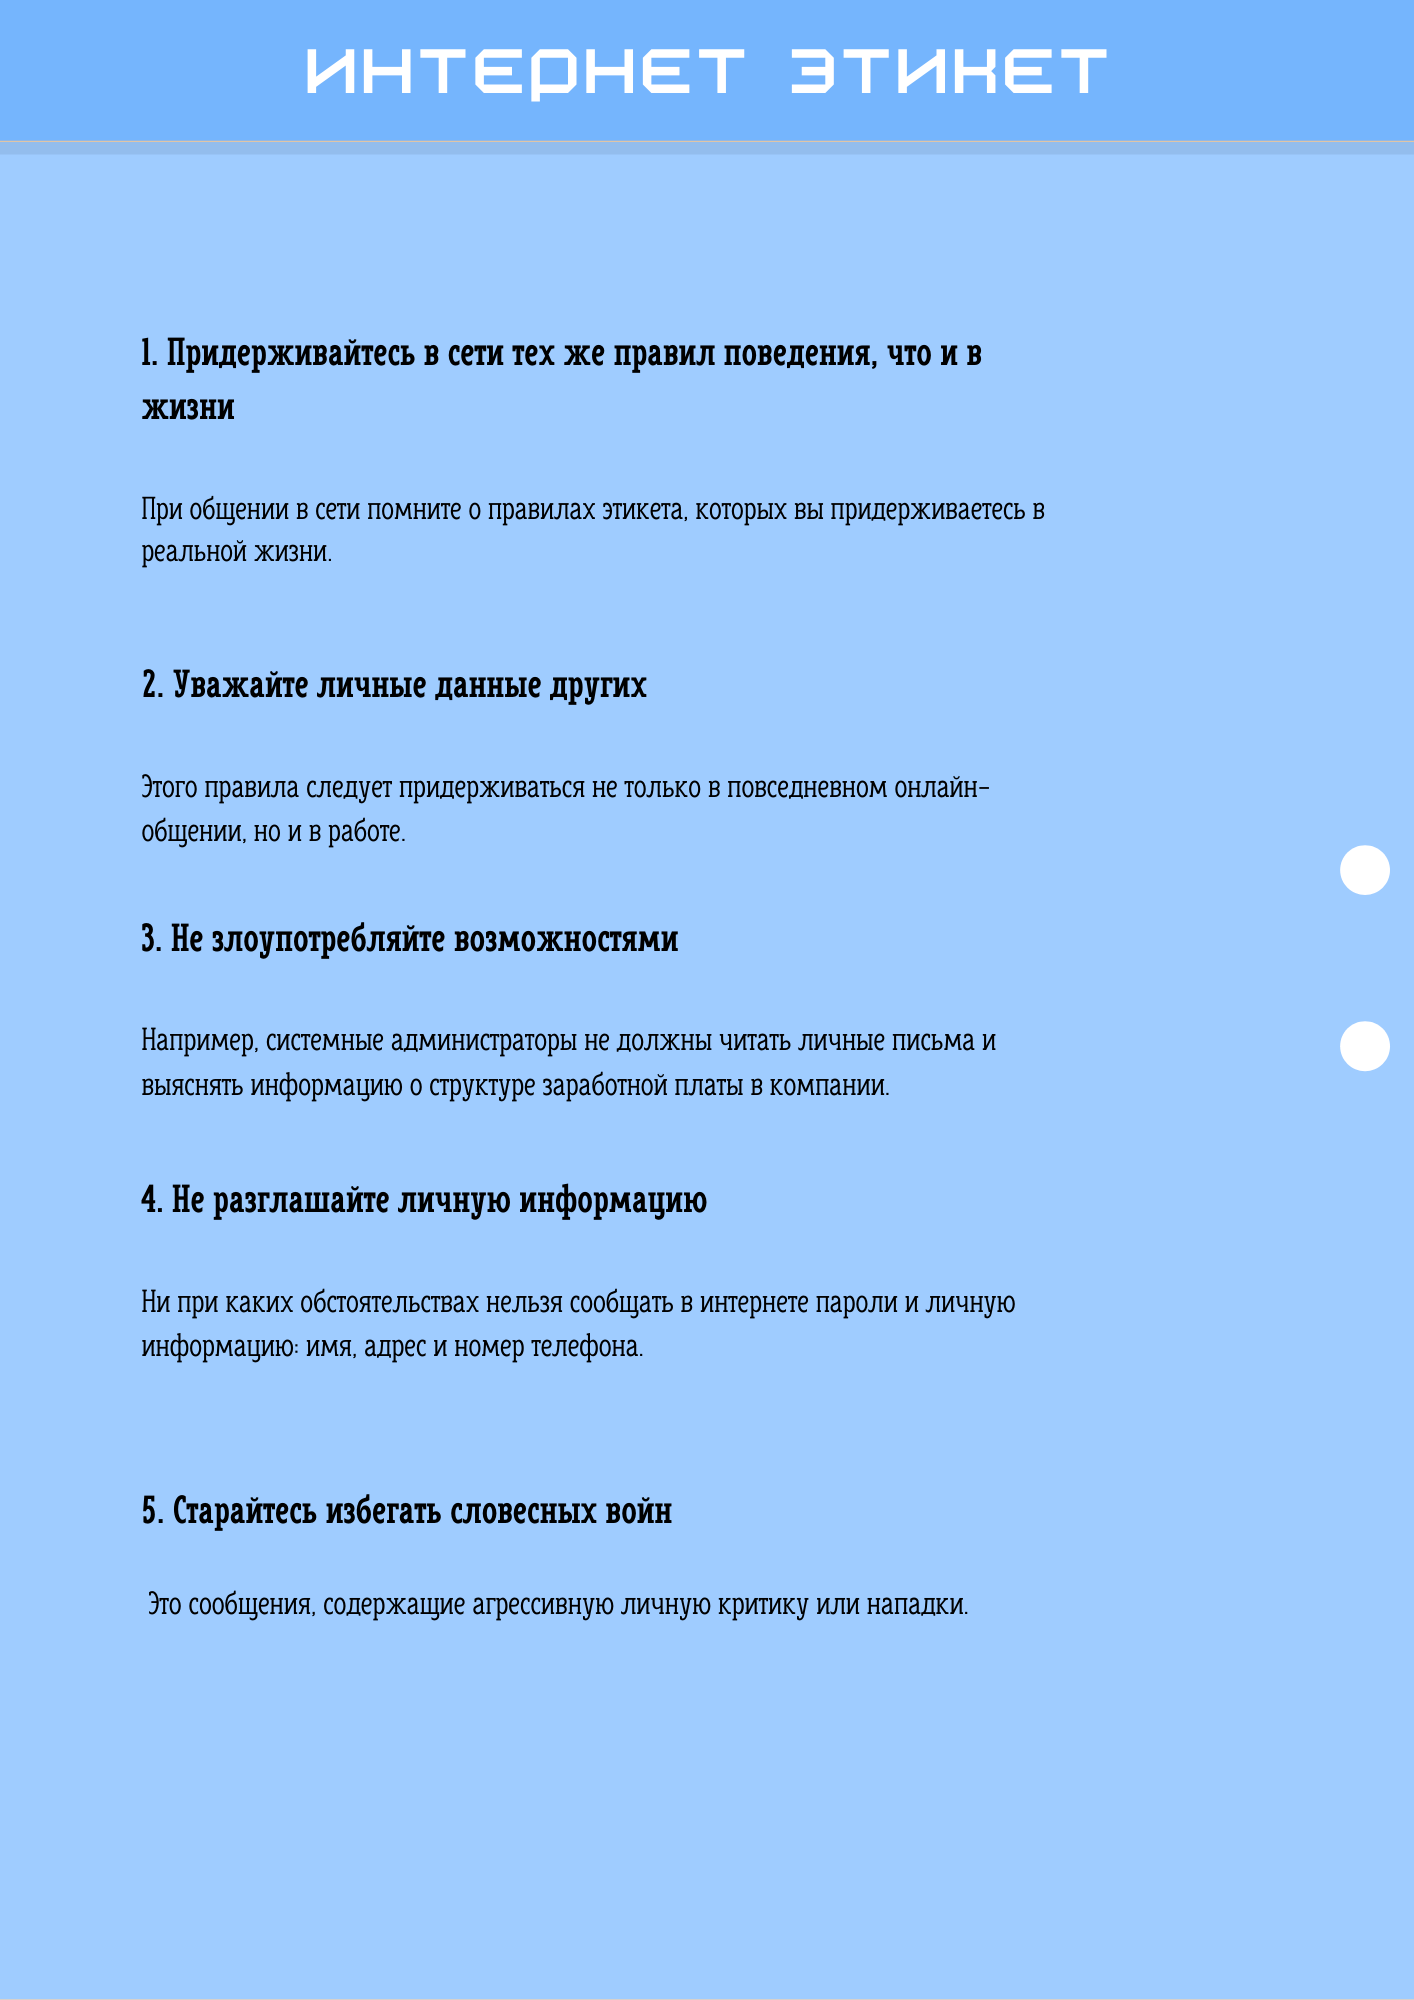 ИНТЕРНЕТ ЭТИКЕТ
1. Придерживайтесь в сети тех же правил поведения, что и в
жизни
При общении в сети помните о правилах этикета, которых вы придерживаетесь в
реальной жизни.
2. Уважайте личные данные других
Этого правила следует придерживаться не только в повседневном онлайн-
общении, но и в работе.
3. Не злоупотребляйте возможностями
Например, системные администраторы не должны читать личные письма и
выяснять информацию о структуре заработной платы в компании.
4. Не разглашайте личную информацию
Ни при каких обстоятельствах нельзя сообщать в интернете пароли и личную
информацию: имя, адрес и номер телефона.
5. Старайтесь избегать словесных войн
Это сообщения, содержащие агрессивную личную критику или нападки.